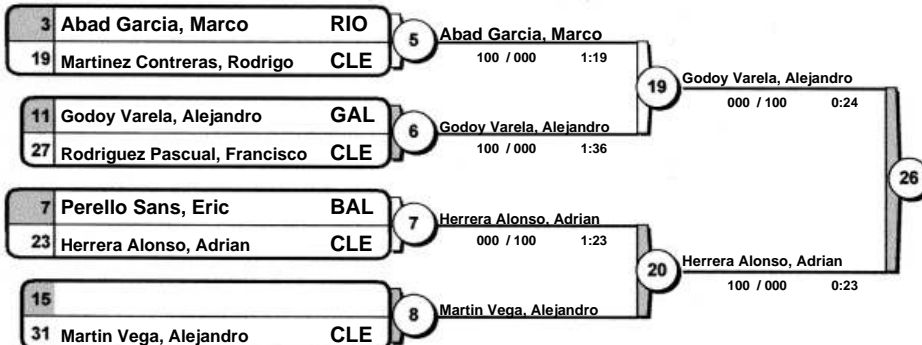 3 Abad Garcia, Marco RIO
19 Martinez Contreras, Rodrigo CLE
5
Abad Garcia, Marco
100 / 000 1:19
11 Godoy Varela, Alejandro GAL
27 Rodriguez Pascual, Francisco CLE
6
Godoy Varela, Alejandro
100 / 000 1:36
19
Godoy Varela, Alejandro
000 / 100 0:24
7 Perello Sans, Eric BAL
23 Herrera Alonso, Adrian CLE
7
Herrera Alonso, Adrian
000 / 100 1:23
15
31 Martin Vega, Alejandro CLE
8
Martin Vega, Alejandro
20
Herrera Alonso, Adrian
100 / 000 0:23
26